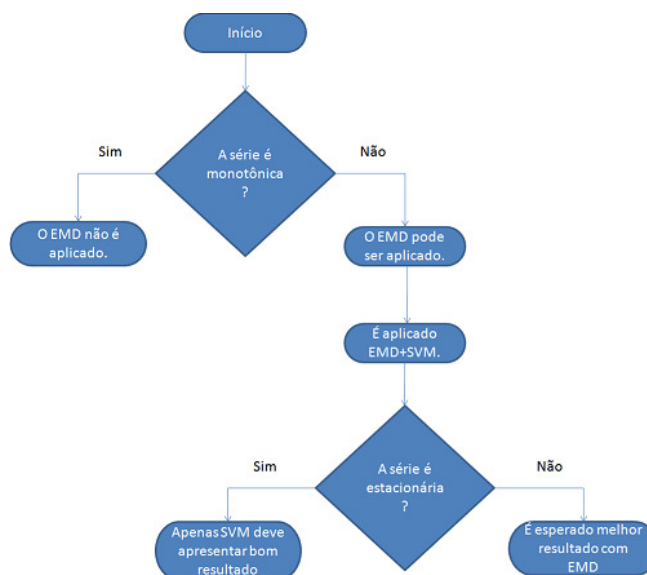 Início
A série é
monotônica
?
Sim
Não
O EMD não é
aplicado.
O EMD pode
ser aplicado.
É aplicado
EMD+SVM.
A série é
estacionária
?
Sim
Não
Apenas SVM deve
apresentar bom
resultado
É esperado melhor
resultado com
EMD